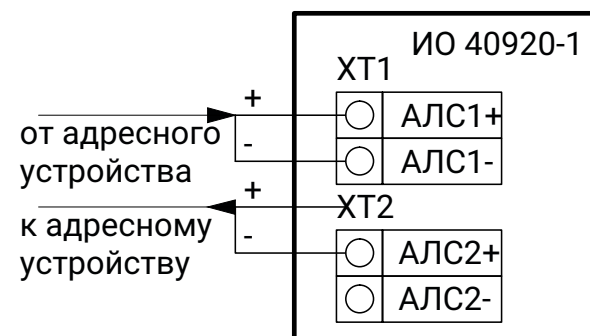 ИО 40920-1
XT1
+
АЛС1+
от адресного
устройства
-
АЛС1-
+
XT2
к адресному
устройству
-
АЛС2+
АЛС2-